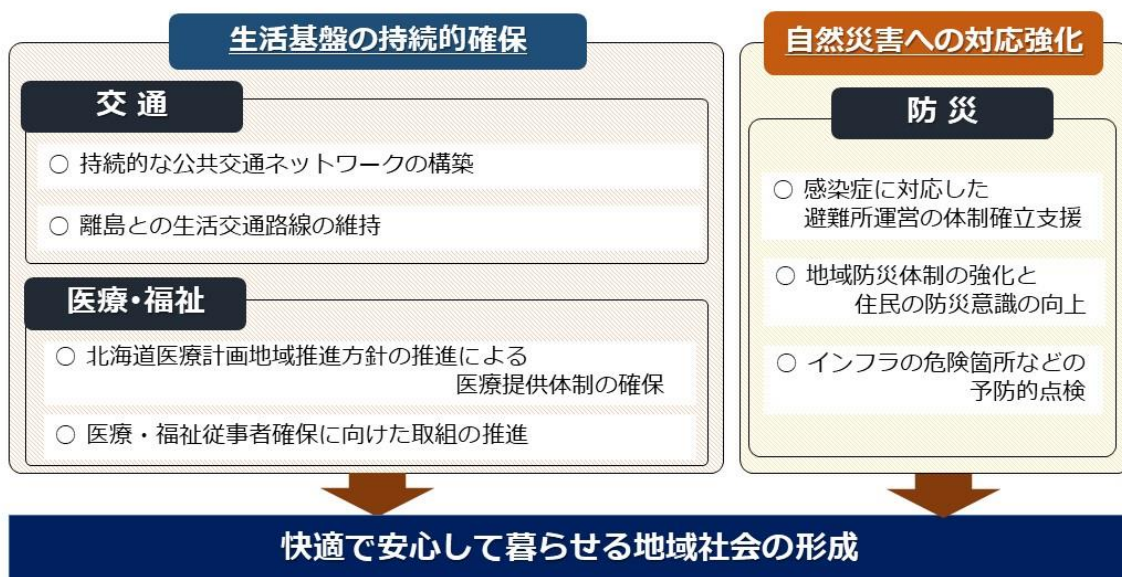 生活基盤の持続的確保
交 通
○ 持続的な公共交通ネットワークの構築
○ 離島との生活交通路線の維持
医療・福祉
○ 北海道医療計画地域推進方針の推進による
医療提供体制の確保
○ 医療・福祉従事者確保に向けた取組の推進
自然災害への対応強化
防 災
○ 感染症に対応した
避難所運営の体制確立支援
○ 地域防災体制の強化と
住民の防災意識の向上
○ インフラの危険箇所などの
予防的点検
快適で安心して暮らせる地域社会の形成